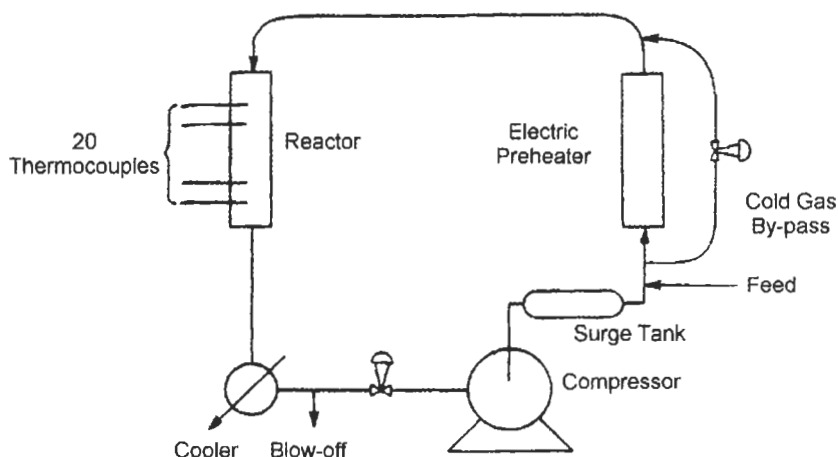 20
Thermocouples
Reactor
Electric
Preheater
Cold Gas
By-pass
Feed
Surge Tank
Compressor
Cooler
Blow-off